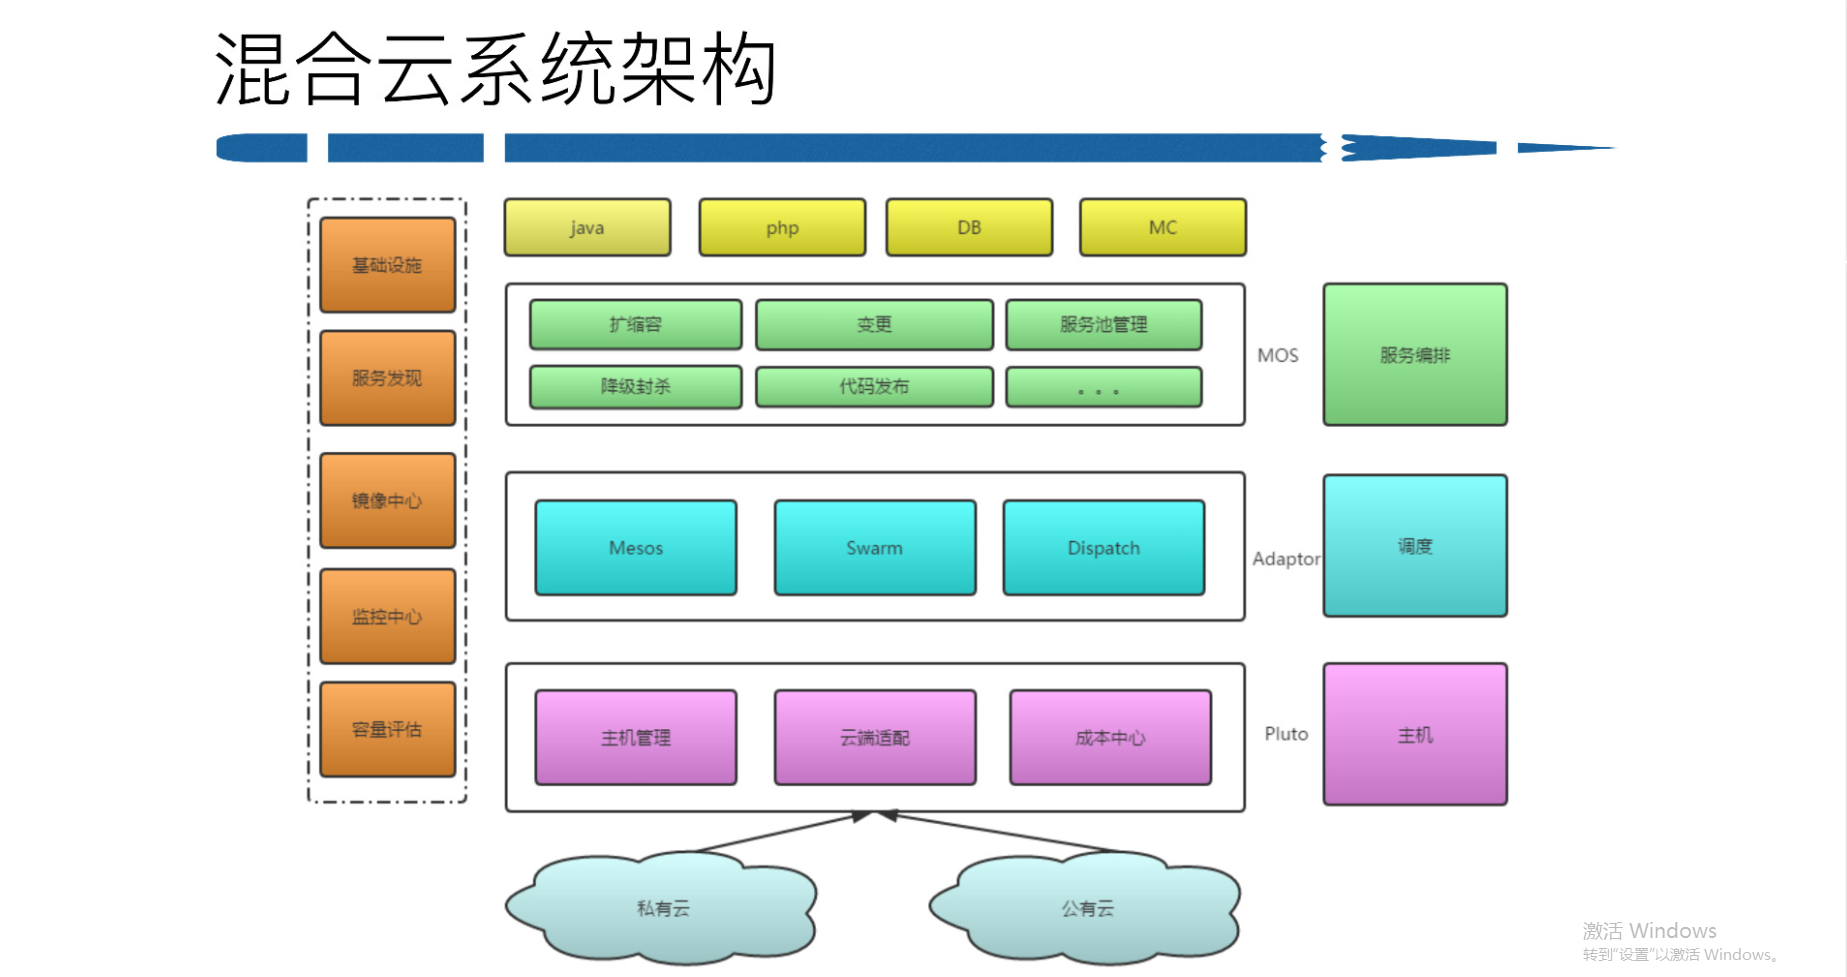 混合云系统架构
基础设施
服务发现
镜像中心
监控中心
容量评估
java
php
DB
MC
扩缩容
变更
服务池管理
降级封杀
代码发布
。。。
MOS
服务编排
Mesos
Swarm
Dispatch
Adaptor
调度
主机管理
云端适配
成本中心
Pluto
主机
私有云
公有云
激活 Windows
转到“设置”以激活 Windows。